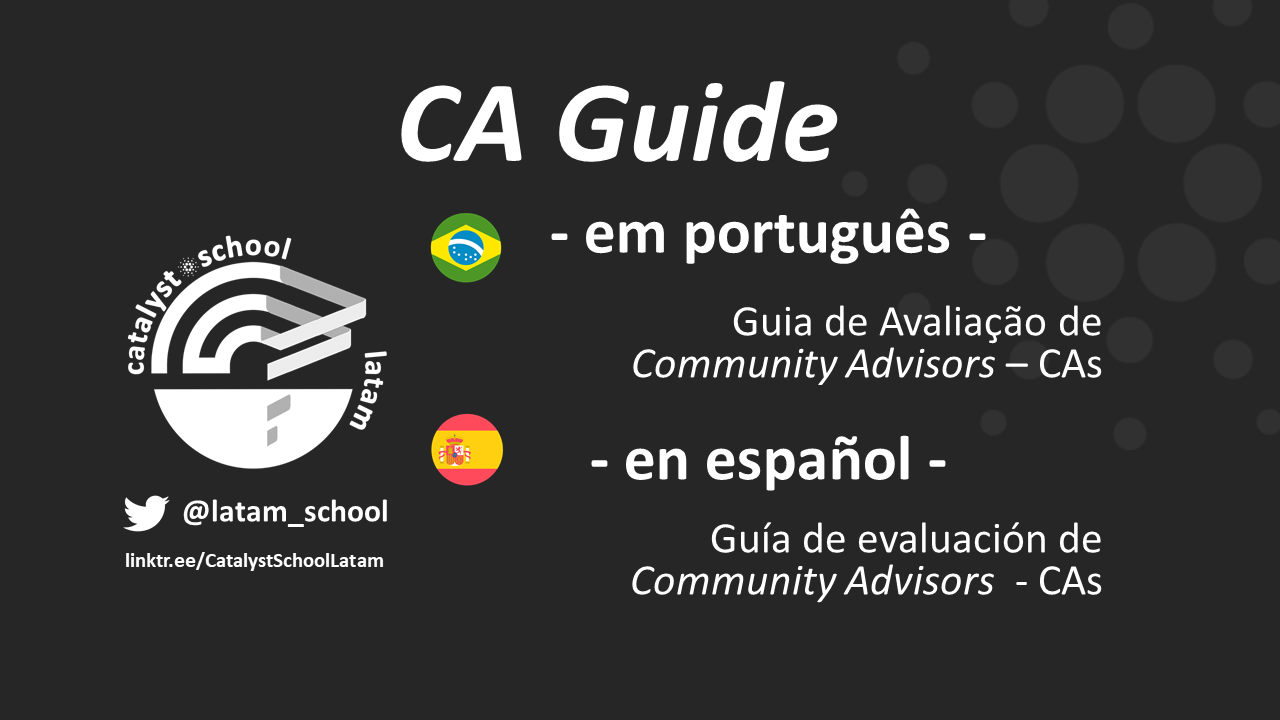 CA Guide
- em português -
Guia de Avaliação de
Community Advisors – CAs
- en español -
Guía de evaluación de
Community Advisors - CAs
catalyst school
latam
@latam_school
linktr.ee/CatalystSchoolLatam